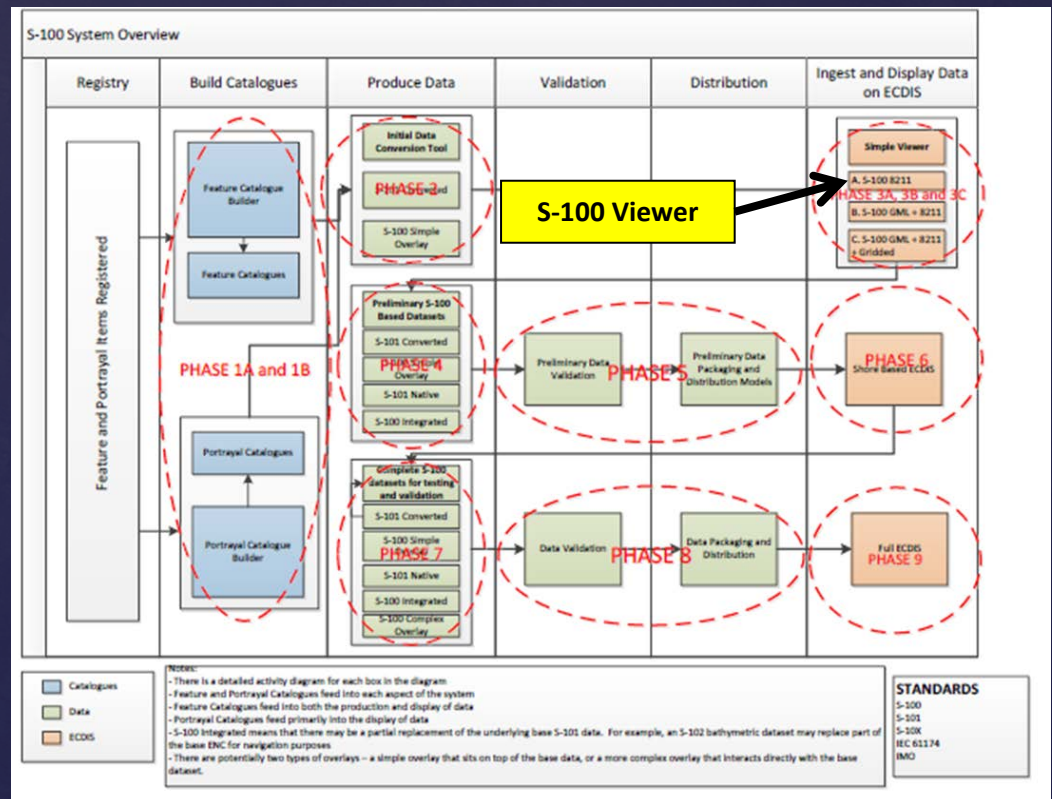 S-100 System Overview
Registry
Build Catalogues
Produce Data
Validation
Distribution
Ingest and Display Data
on ECDIS
Feature and Portrayal Items Registered
Feature Catalogue
Builder
Feature Catalogues
PHASE 1A and 1B
Portrayal Catalogues
Portrayal Catalogue
Builder
Initial Data
Conversion Tool
PHASE 2
S-100 Simple
Overlay
S-100 Viewer
Simple Viewer
A. S-100 8211
PHASE 3A, 3B and 3C
B. S-100 GML + 8211
C. S-100 GML + 8211
+ Gridded
Preliminary S-100
Based Datasets
S-101 Converted
PHASE 4
Overlay
S-101 Native
S-100 Integrated
Preliminary Data
Validation
PHASE 5
Preliminary Data
Packaging and
Distribution Models
PHASE 6
Shore Based ECDIS
Complete S-100
datasets for testing
and validation
S-101 Converted
S-100 Simple
PHASE 7
S-101 Native
S-100 Integrated
S-100 Complex
Overlay
Data Validation
PHASE 8
Data Packaging and
Distribution
Full ECDIS
PHASE 9
Catalogues
Data
ECDIS
Notes:
- There is a detailed activity diagram for each box in the diagram
- Feature and Portrayal Catalogues feed into each aspect of the system
- Feature Catalogues feed into both the production and display of data
- Portrayal Catalogues feed primarily into the display of data
- S-100 Integrated means that there may be a partial replacement of the underlying base S-101 data. For example, an S-102 bathymetric dataset may replace part of
the base ENC for navigation purposes
- There are potentially two types of overlays – a simple overlay that sits on top of the base data, or a more complex overlay that interacts directly with the base
dataset.
STANDARDS
S-100
S-101
S-10X
IEC 61174
IMO